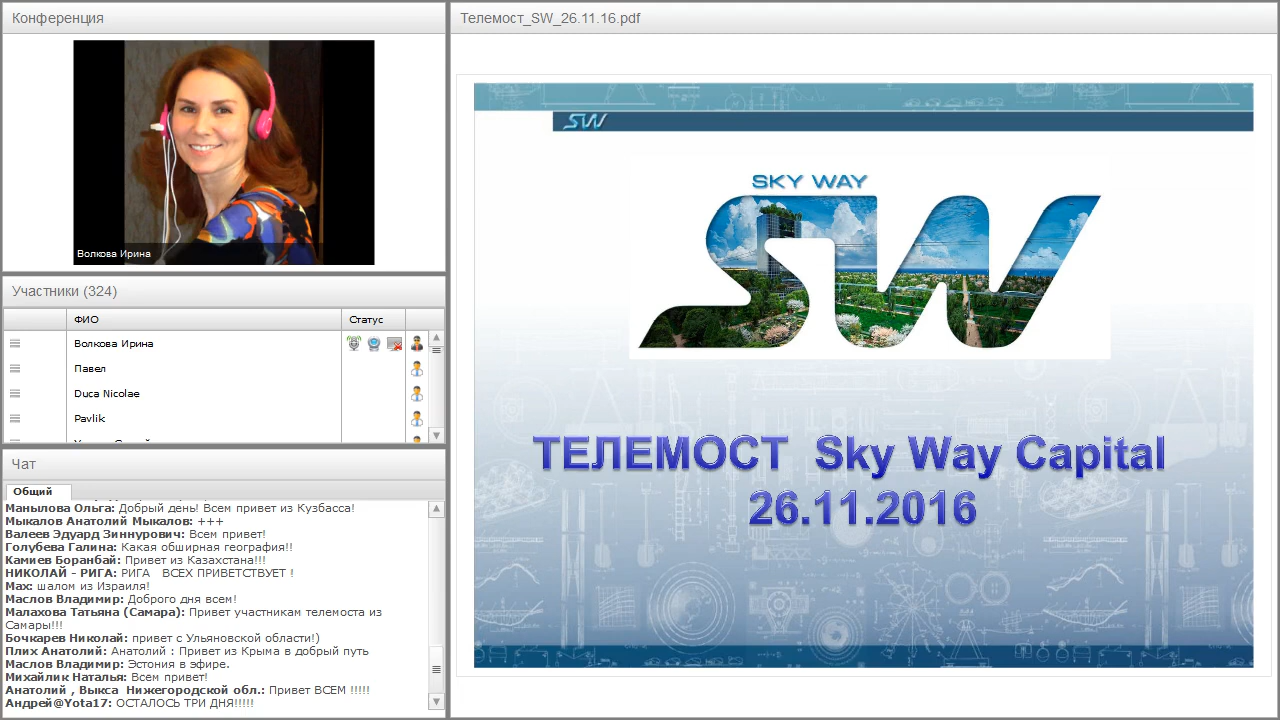 Конференция
Волкова Ирина
Участники (324)
ФИО Статус
Волкова Ирина
Павел
Duca Nicolae
Pavlik
Чат
Общий
Манылова Ольга: Добрый день! Всем привет из Кузбасса!
Мыкалов Анатолий Мыкалов: +++
Валеев Эдуард Зиннурович: Всем привет!
Голубева Галина: Какая обширная география!!
Камиев Боранбай: Привет из Казахстана!!!
НИКОЛАЙ - РИГА: РИГА ВСЕХ ПРИВЕТСТВУЕТ !
Max: шалом из Израиля!
Маслов Владимир: Доброго дня всем!
Малахова Татьяна (Самара): Привет участникам телемоста из
Самары!!!
Бочкарев Николай: привет с Ульяновской области!)
Плих Анатолий: Анатолий : Привет из Крыма в добрый путь
Маслов Владимир: Эстония в эфире.
Михайлик Наталья: Всем привет!
Анатолий , Выкса Нижегородской обл.: Привет ВСЕМ !!!!!
Андрей@Yota17: ОСТАЛОСЬ ТРИ ДНЯ!!!!!
Телемост_SW_26.11.16.pdf
SW
SKY WAY
SW
ТЕЛЕМОСТ Sky Way Capital
26.11.2016